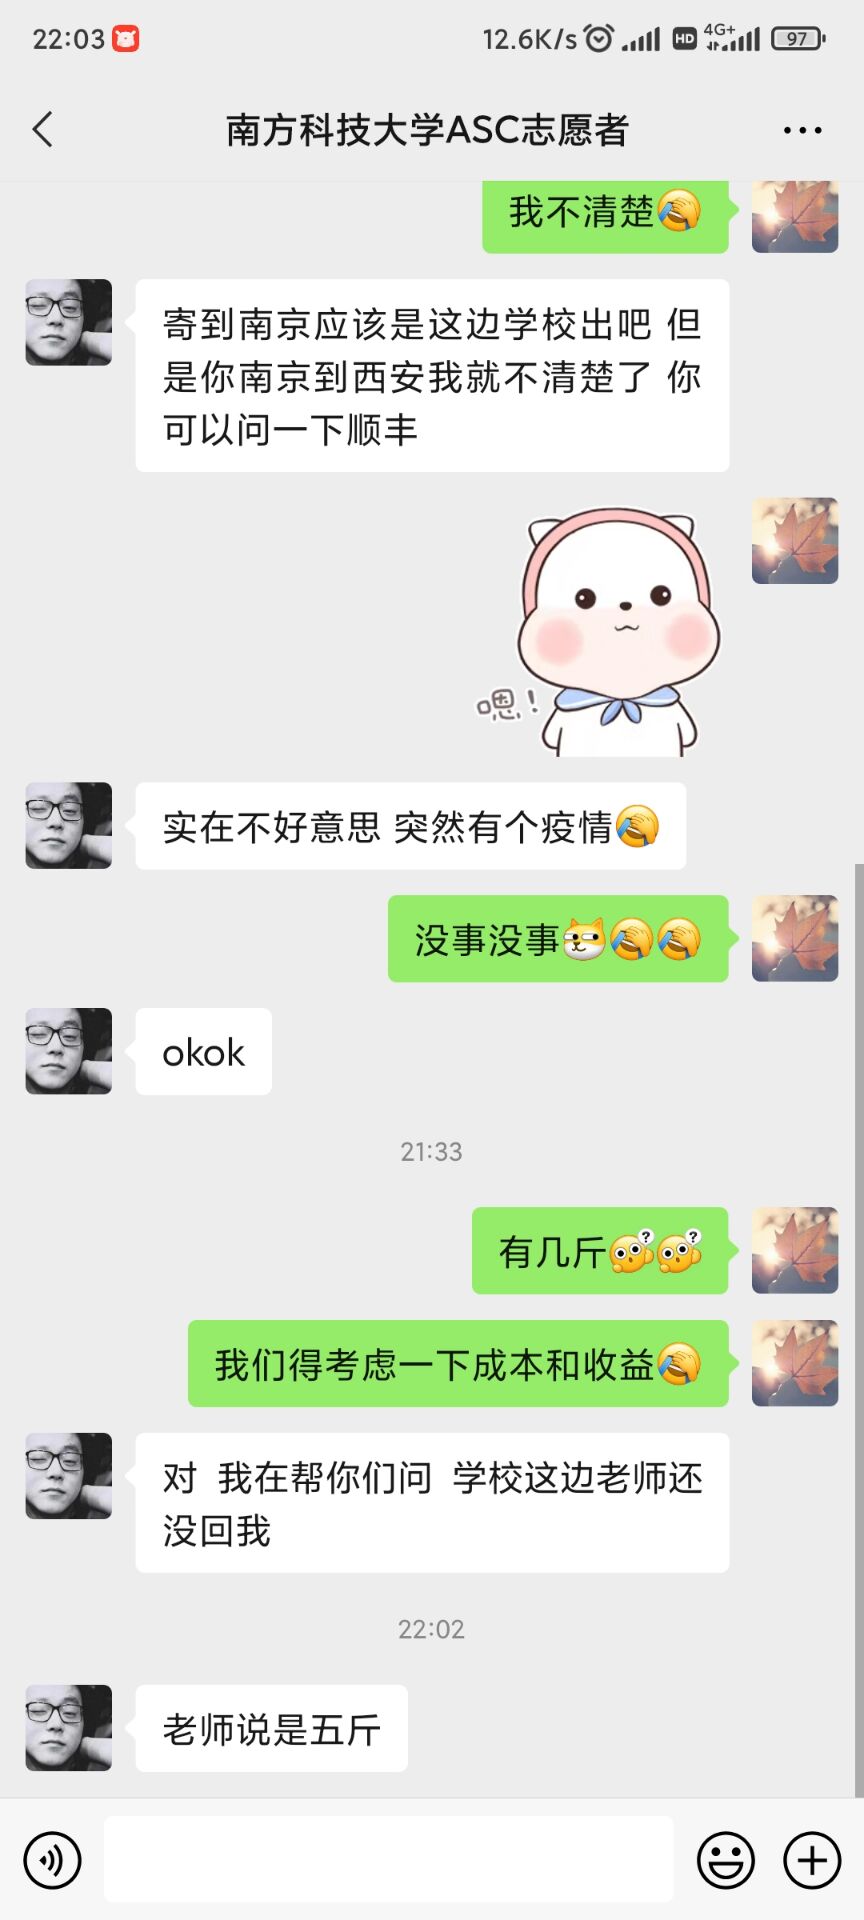 22:03
12.6K/s
HD
4G+
97
南方科技大学ASC志愿者
我不清楚
寄到南京应该是这边学校出吧 但
是你南京到西安我就不清楚了 你
可以问一下顺丰
嗯!
实在不好意思 突然有个疫情
没事没事
okok
21:33
有几斤
我们得考虑一下成本和收益
对 我在帮你们问 学校这边老师还
没回我
22:02
老师说是五斤